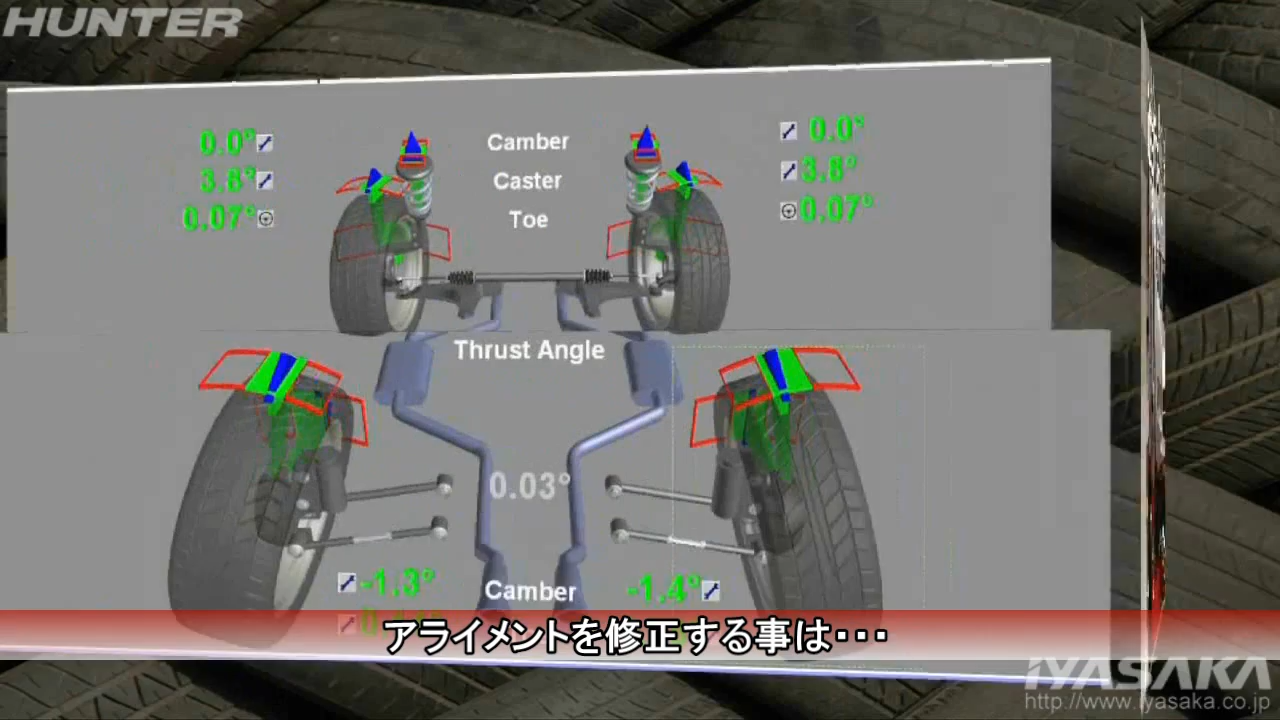 HUNTER
0.0° Camber 0.0°
3.8° Caster 3.8°
0.07° Toe 0.07°
Thrust Angle
0.03°
-1.3° Camber -1.4°
アライメントを修正する事は・・・
iYASAKA
http://www.iyasaka.co.jp